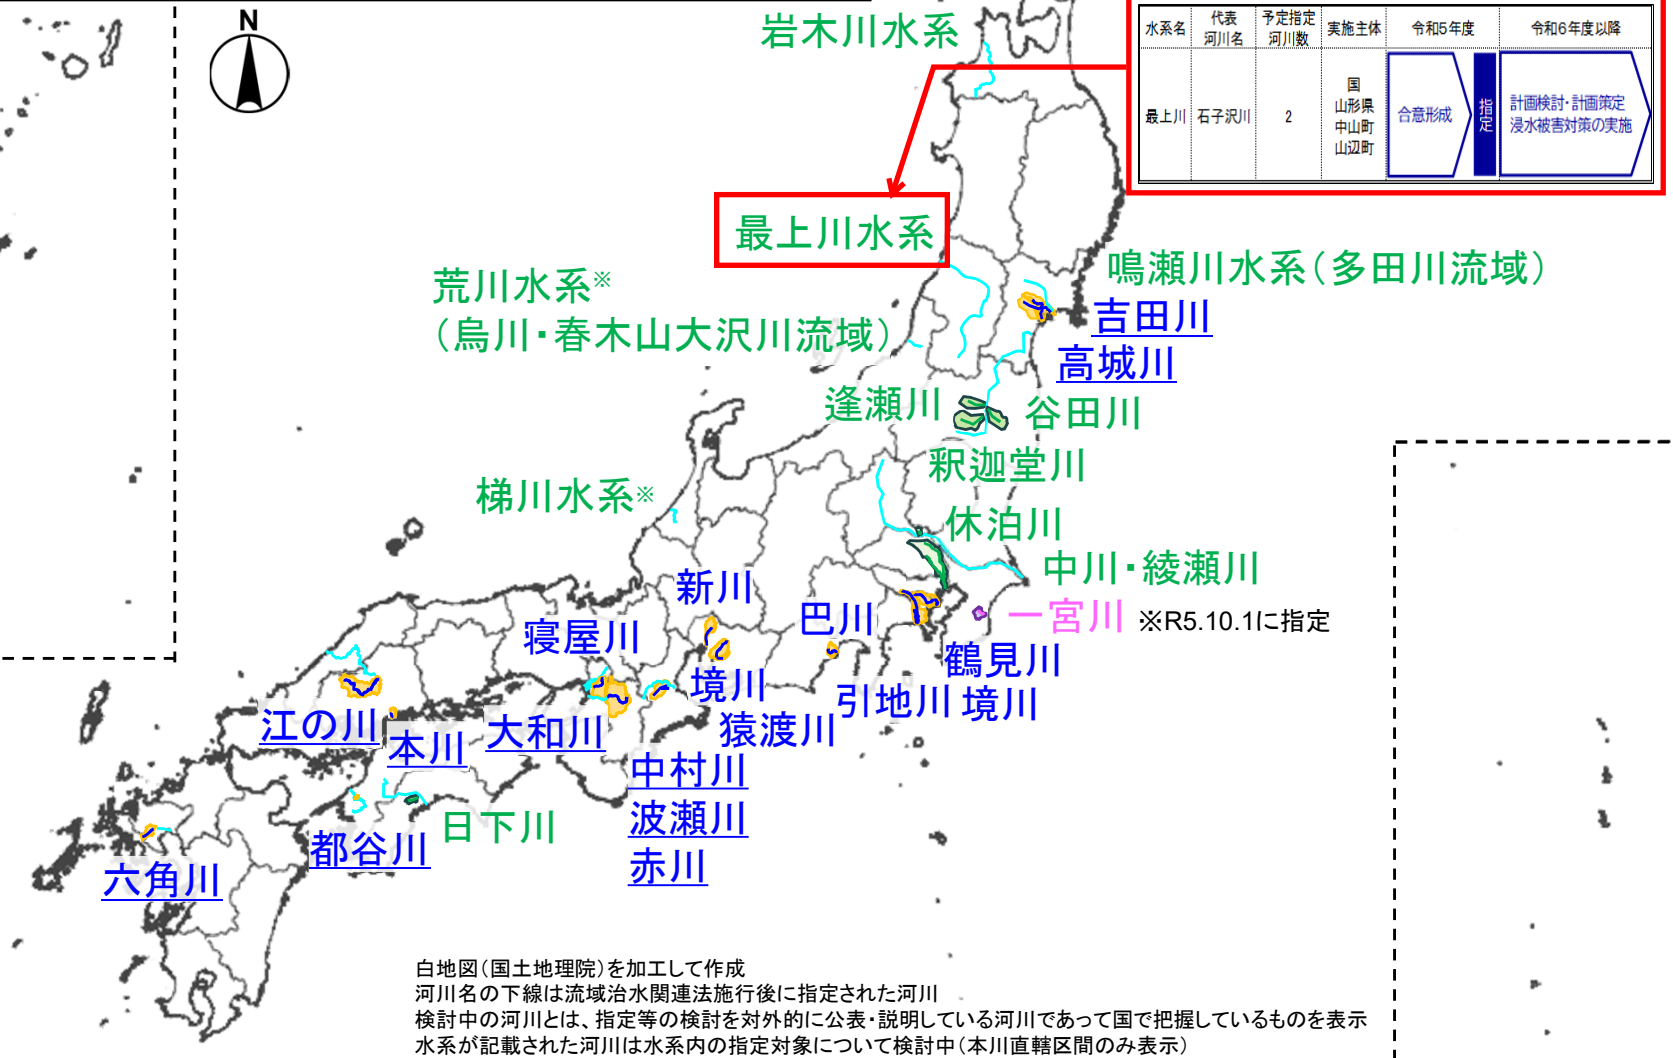 N
岩木川水系
水系名 代表河川名 予定指定河川数 実施主体 令和5年度 令和6年度以降
最上川 石子沢川 2 国 山形県 中山町 山辺町 合意形成 指定 計画検討・計画策定 浸水被害対策の実施
最上川水系
鳴瀬川水系(多田川流域)
荒川水系※
(烏川・春木山大沢川流域)
吉田川
高城川
逢瀬川
谷田川
釈迦堂川
梯川水系※
休泊川
中川・綾瀬川
新川
巴川
一宮川 ※R5.10.1に指定
寝屋川
鶴見川
境川
引地川 境川
江の川
本川
大和川
猿渡川
中村川
波瀬川
赤川
日下川
都谷川
六角川
白地図(国土地理院)を加工して作成
河川名の下線は流域治水関連法施行後に指定された河川
検討中の河川とは、指定等の検討を対外的に公表・説明している河川であって国で把握しているものを表示
水系が記載された河川は水系内の指定対象について検討中(本川直轄区間のみ表示)